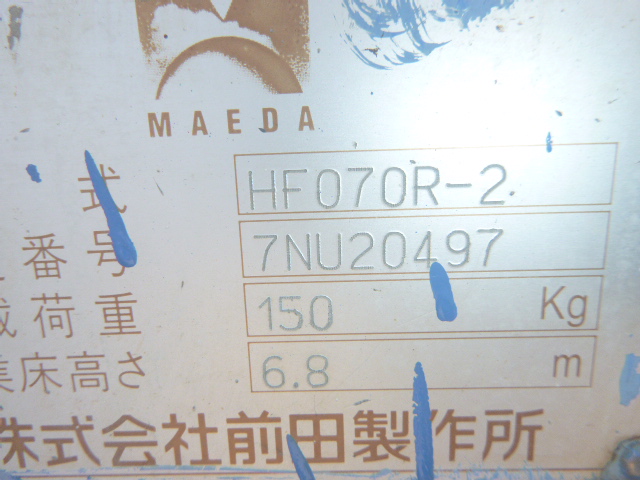 MAEDA
式 HF070R-2
番号 7NU20497
荷重 150 Kg
床高さ 6.8 m
株式会社前田製作所